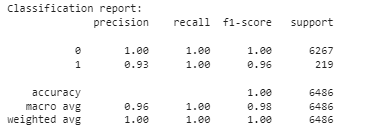 Classification report:
precision recall f1-score support
0 1.00 1.00 1.00 6267
1 0.93 1.00 0.96 219
accuracy 1.00 6486
macro avg 0.96 1.00 0.98 6486
weighted avg 1.00 1.00 1.00 6486